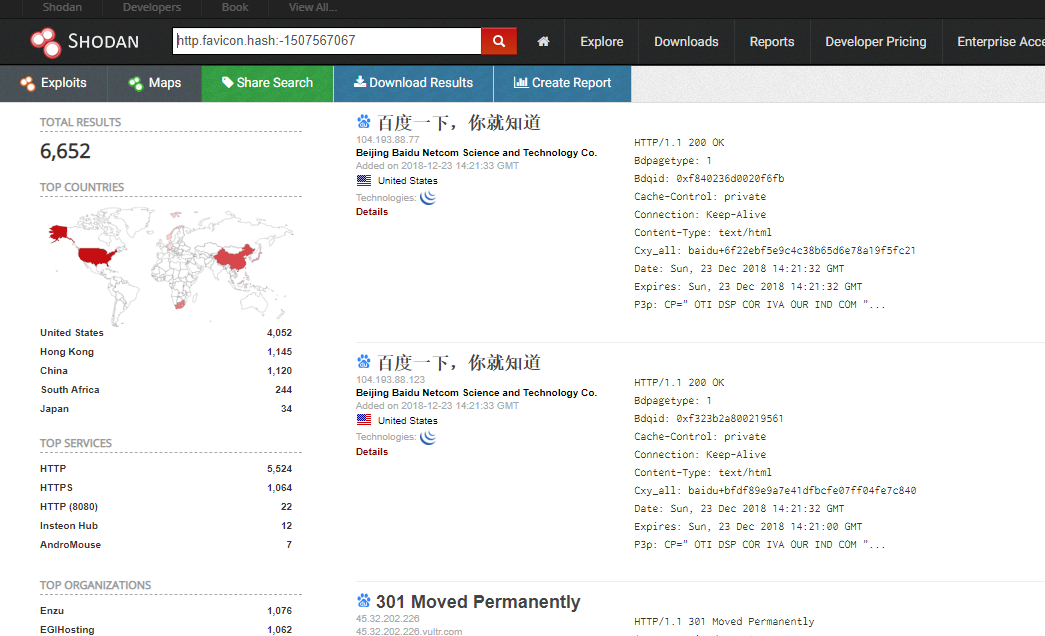 Shodan Developers Book View All...
SHODAN http.favicon.hash:-1507567067 Explore Downloads Reports Developer Pricing Enterprise Acce
Exploits Maps Share Search Download Results Create Report
TOTAL RESULTS
6,652
TOP COUNTRIES
United States 4,052
Hong Kong 1,145
China 1,120
South Africa 244
Japan 34
TOP SERVICES
HTTP 5,524
HTTPS 1,064
HTTP (8080) 22
Insteon Hub 12
AndroMouse 7
TOP ORGANIZATIONS
Enzu 1,076
EGIHosting 1,062
百度一下，你就知道
104.193.88.77
Beijing Baidu Netcom Science and Technology Co.
Added on 2018-12-23 14:21:33 GMT
United States
Technologies:
Details
HTTP/1.1 200 OK
Bdpagetype: 1
Bdqid: 0xf840236d0020f6fb
Cache-Control: private
Connection: Keep-Alive
Content-Type: text/html
Cxy_all: baidu+6f22ebf5e9c4c38b65d6e78a19f5fc21
Date: Sun, 23 Dec 2018 14:21:32 GMT
Expires: Sun, 23 Dec 2018 14:21:32 GMT
P3p: CP=" OTI DSP COR IVA OUR IND COM "...
百度一下，你就知道
104.193.88.123
Beijing Baidu Netcom Science and Technology Co.
Added on 2018-12-23 14:21:33 GMT
United States
Technologies:
Details
HTTP/1.1 200 OK
Bdpagetype: 1
Bdqid: 0xf323b2a800219561
Cache-Control: private
Connection: Keep-Alive
Content-Type: text/html
Cxy_all: baidu+bfdf89e9a7e41dfbcfe07ff04fe7c840
Date: Sun, 23 Dec 2018 14:21:32 GMT
Expires: Sun, 23 Dec 2018 14:21:00 GMT
P3p: CP=" OTI DSP COR IVA OUR IND COM "...
301 Moved Permanently
45.32.202.226
45.32.202.226.vultr.com
HTTP/1.1 301 Moved Permanently